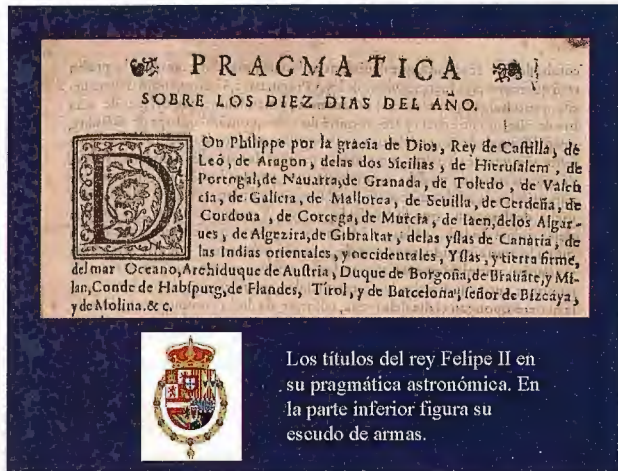 PRAGMATICA
SOBRE LOS DIEZ DIAS DEL AÑO.
DOn Philippe por la gracia de Dios, Rey de Castilla, de
Leõ, de Aragon, delas dos Sicilias, de Hierusalem, de
Portogal, de Nauarra, de Granada, de Toledo, de Valẽ
cia, de Galicia, de Mallorca, de Seuilla, de Cerdeña, de
Cordoua, de Corcega, de Murcia, de Iaen, delos Algar-
ues, de Algezira, de Gibraltar, delas yslas de Canaria, de
las Indias orientales, y occidentales, Yslas, y tierra firme,
del mar Oceano, Archiduque de Austria, Duque de Borgoña, de Brabãte, y Mi-
lan, Conde de Habspurg, de Flandes, Tirol, y de Barcelona, señor de Bizcaya,
y de Molina. &c.
Los títulos del rey Felipe II en
su pragmática astronómica. En
la parte inferior figura su
escudo de armas.